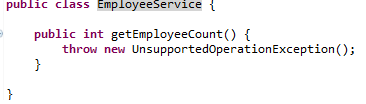 public class EmployeeService {
public int getEmployeeCount() {
throw new UnsupportedOperationException();
}
}